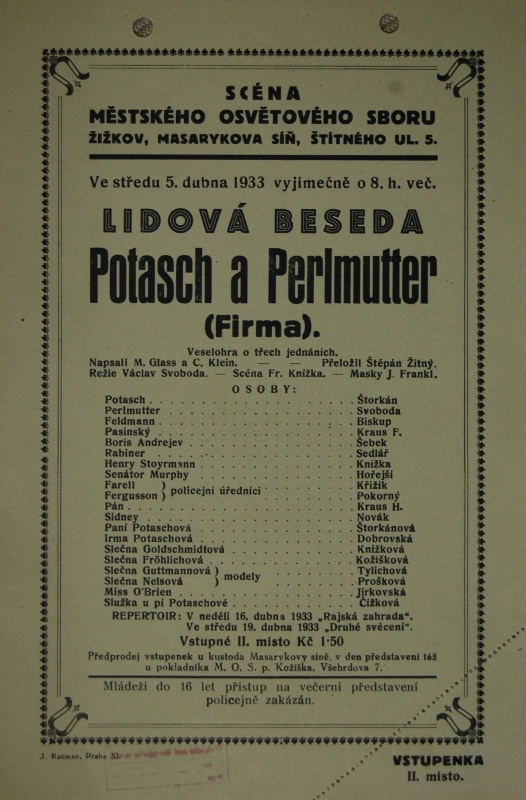 SCÉNA
MĚSTSKÉHO OSVĚTOVÉHO SBORU
ŽIŽKOV, MASARYKOVA SÍŇ, ŠTÍTNÉHO UL. 5.
Ve středu 5. dubna 1933 vyjímečně o 8. h. več.
LIDOVÁ BESEDA
Potasch a Perlmutter
(Firma).
Veselohra o třech jednáních.
Napsali M. Glass a C. Klein. — — Přeložil Štěpán Žitný.
Režie Václav Svoboda. — Scéna Fr. Knížka. — Masky J. Frankl.
OSOBY:
Potasch . . . . . . . . . . Štorkán
Perlmutter . . . . . . . . . . Svoboda
Feldmann . . . . . . . . . . Biskup
Pasinský . . . . . . . . . . Kraus F.
Boris Andrejev . . . . . . . . . . Šebek
Rabiner . . . . . . . . . . Sedlář
Henry Stoyrmann . . . . . . . . . . Knížka
Senátor Murphy . . . . . . . . . . Hořejší
Farell } policejní úředníci . . . . . . . . . . Křižík
Fergusson } . . . . . . . . . . Pokorný
Pán . . . . . . . . . . Kraus H.
Sidney . . . . . . . . . . Novák
Paní Potaschová . . . . . . . . . . Štorkánová
Irma Potaschová . . . . . . . . . . Dobrovská
Slečna Goldschmidtová . . . . . . . . . . Knížková
Slečna Fröhlichová . . . . . . . . . . Kožíšková
Slečna Guttmannová } modely . . . . . . . . . . Tylichová
Slečna Nelsová } . . . . . . . . . . Prošková
Miss O'Brien . . . . . . . . . . Jirkovská
Služka u pí Potaschové . . . . . . . . . . Čížková
REPERTOIR: V neděli 16. dubna 1933 „Rajská zahrada".
Ve středu 19. dubna 1933 „Druhé svěcení".
Vstupné II. místo Kč 1·50
Předprodej vstupenek u kustoda Masarykovy síně, v den představení též
u pokladníka M. O. S. p. Kožíška, Všehrdova 7.
Mládeži do 16 let přístup na večerní představení
policejně zakázán.
J. Racman, Praha XI.
VSTUPENKA
II. místo.